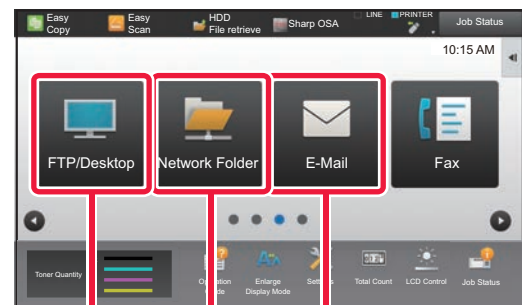 Easy Copy
Easy Scan
HDD File retrieve
Sharp OSA
LINE
PRINTER
Job Status
10:15 AM
FTP/Desktop
Network Folder
E-Mail
Fax
Toner Quantity
Enlarge Display Mode
Total Count
LCD Control
Job Status